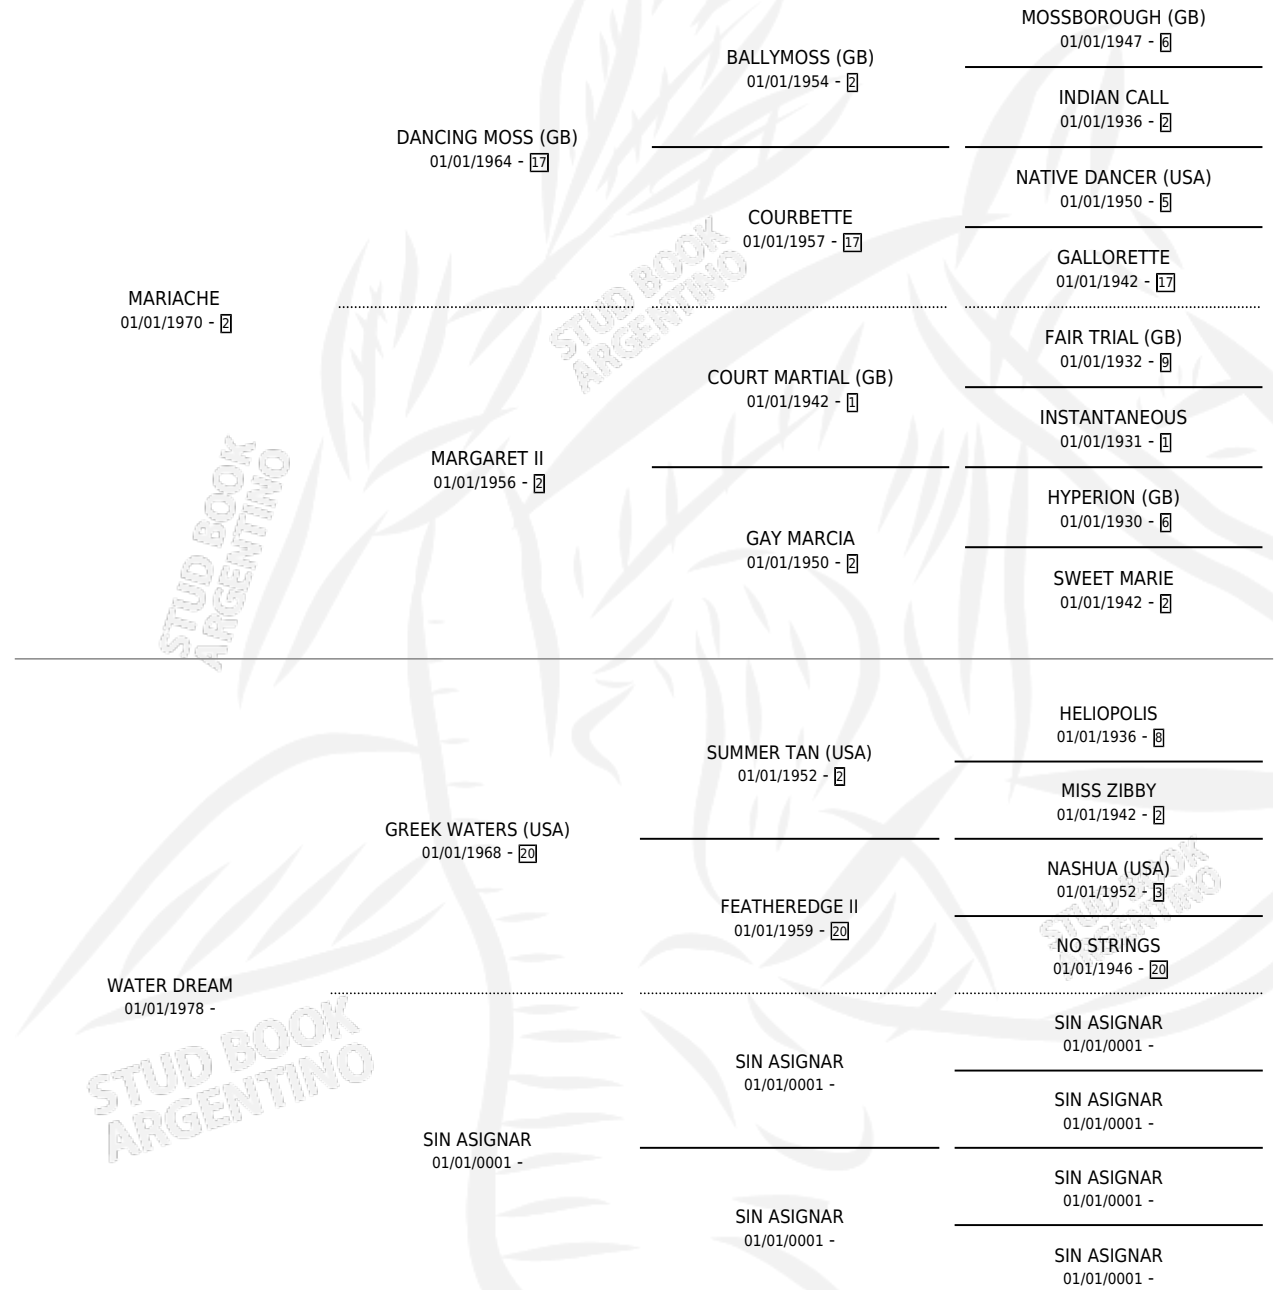 MOSSBOROUGH (GB)
01/01/1947 - 6
BALLYMOSS (GB)
01/01/1954 - 2
INDIAN CALL
01/01/1936 - 2
DANCING MOSS (GB)
01/01/1964 - 17
NATIVE DANCER (USA)
01/01/1950 - 5
COURBETTE
01/01/1957 - 17
GALLORETTE
01/01/1942 - 17
MARIACHE
01/01/1970 - 2
STUD BOOK
ARGENTINO
FAIR TRIAL (GB)
01/01/1932 - 9
COURT MARTIAL (GB)
01/01/1942 - 1
INSTANTANEOUS
01/01/1931 - 1
MARGARET II
01/01/1956 - 2
HYPERION (GB)
01/01/1930 - 6
GAY MARCIA
01/01/1950 - 2
SWEET MARIE
01/01/1942 - 2
STUD BOOK
ARGENTINO
HELIOPOLIS
01/01/1936 - 8
SUMMER TAN (USA)
01/01/1952 - 2
MISS ZIBBY
01/01/1942 - 2
GREEK WATERS (USA)
01/01/1968 - 20
NASHUA (USA)
01/01/1952 - 3
FEATHEREDGE II
01/01/1959 - 20
STUD BOOK
ARGENTINO
NO STRINGS
01/01/1946 - 20
WATER DREAM
01/01/1978 -
STUD BOOK
ARGENTINO
SIN ASIGNAR
01/01/0001 -
SIN ASIGNAR
01/01/0001 -
SIN ASIGNAR
01/01/0001 -
SIN ASIGNAR
01/01/0001 -
SIN ASIGNAR
01/01/0001 -
SIN ASIGNAR
01/01/0001 -
SIN ASIGNAR
01/01/0001 -